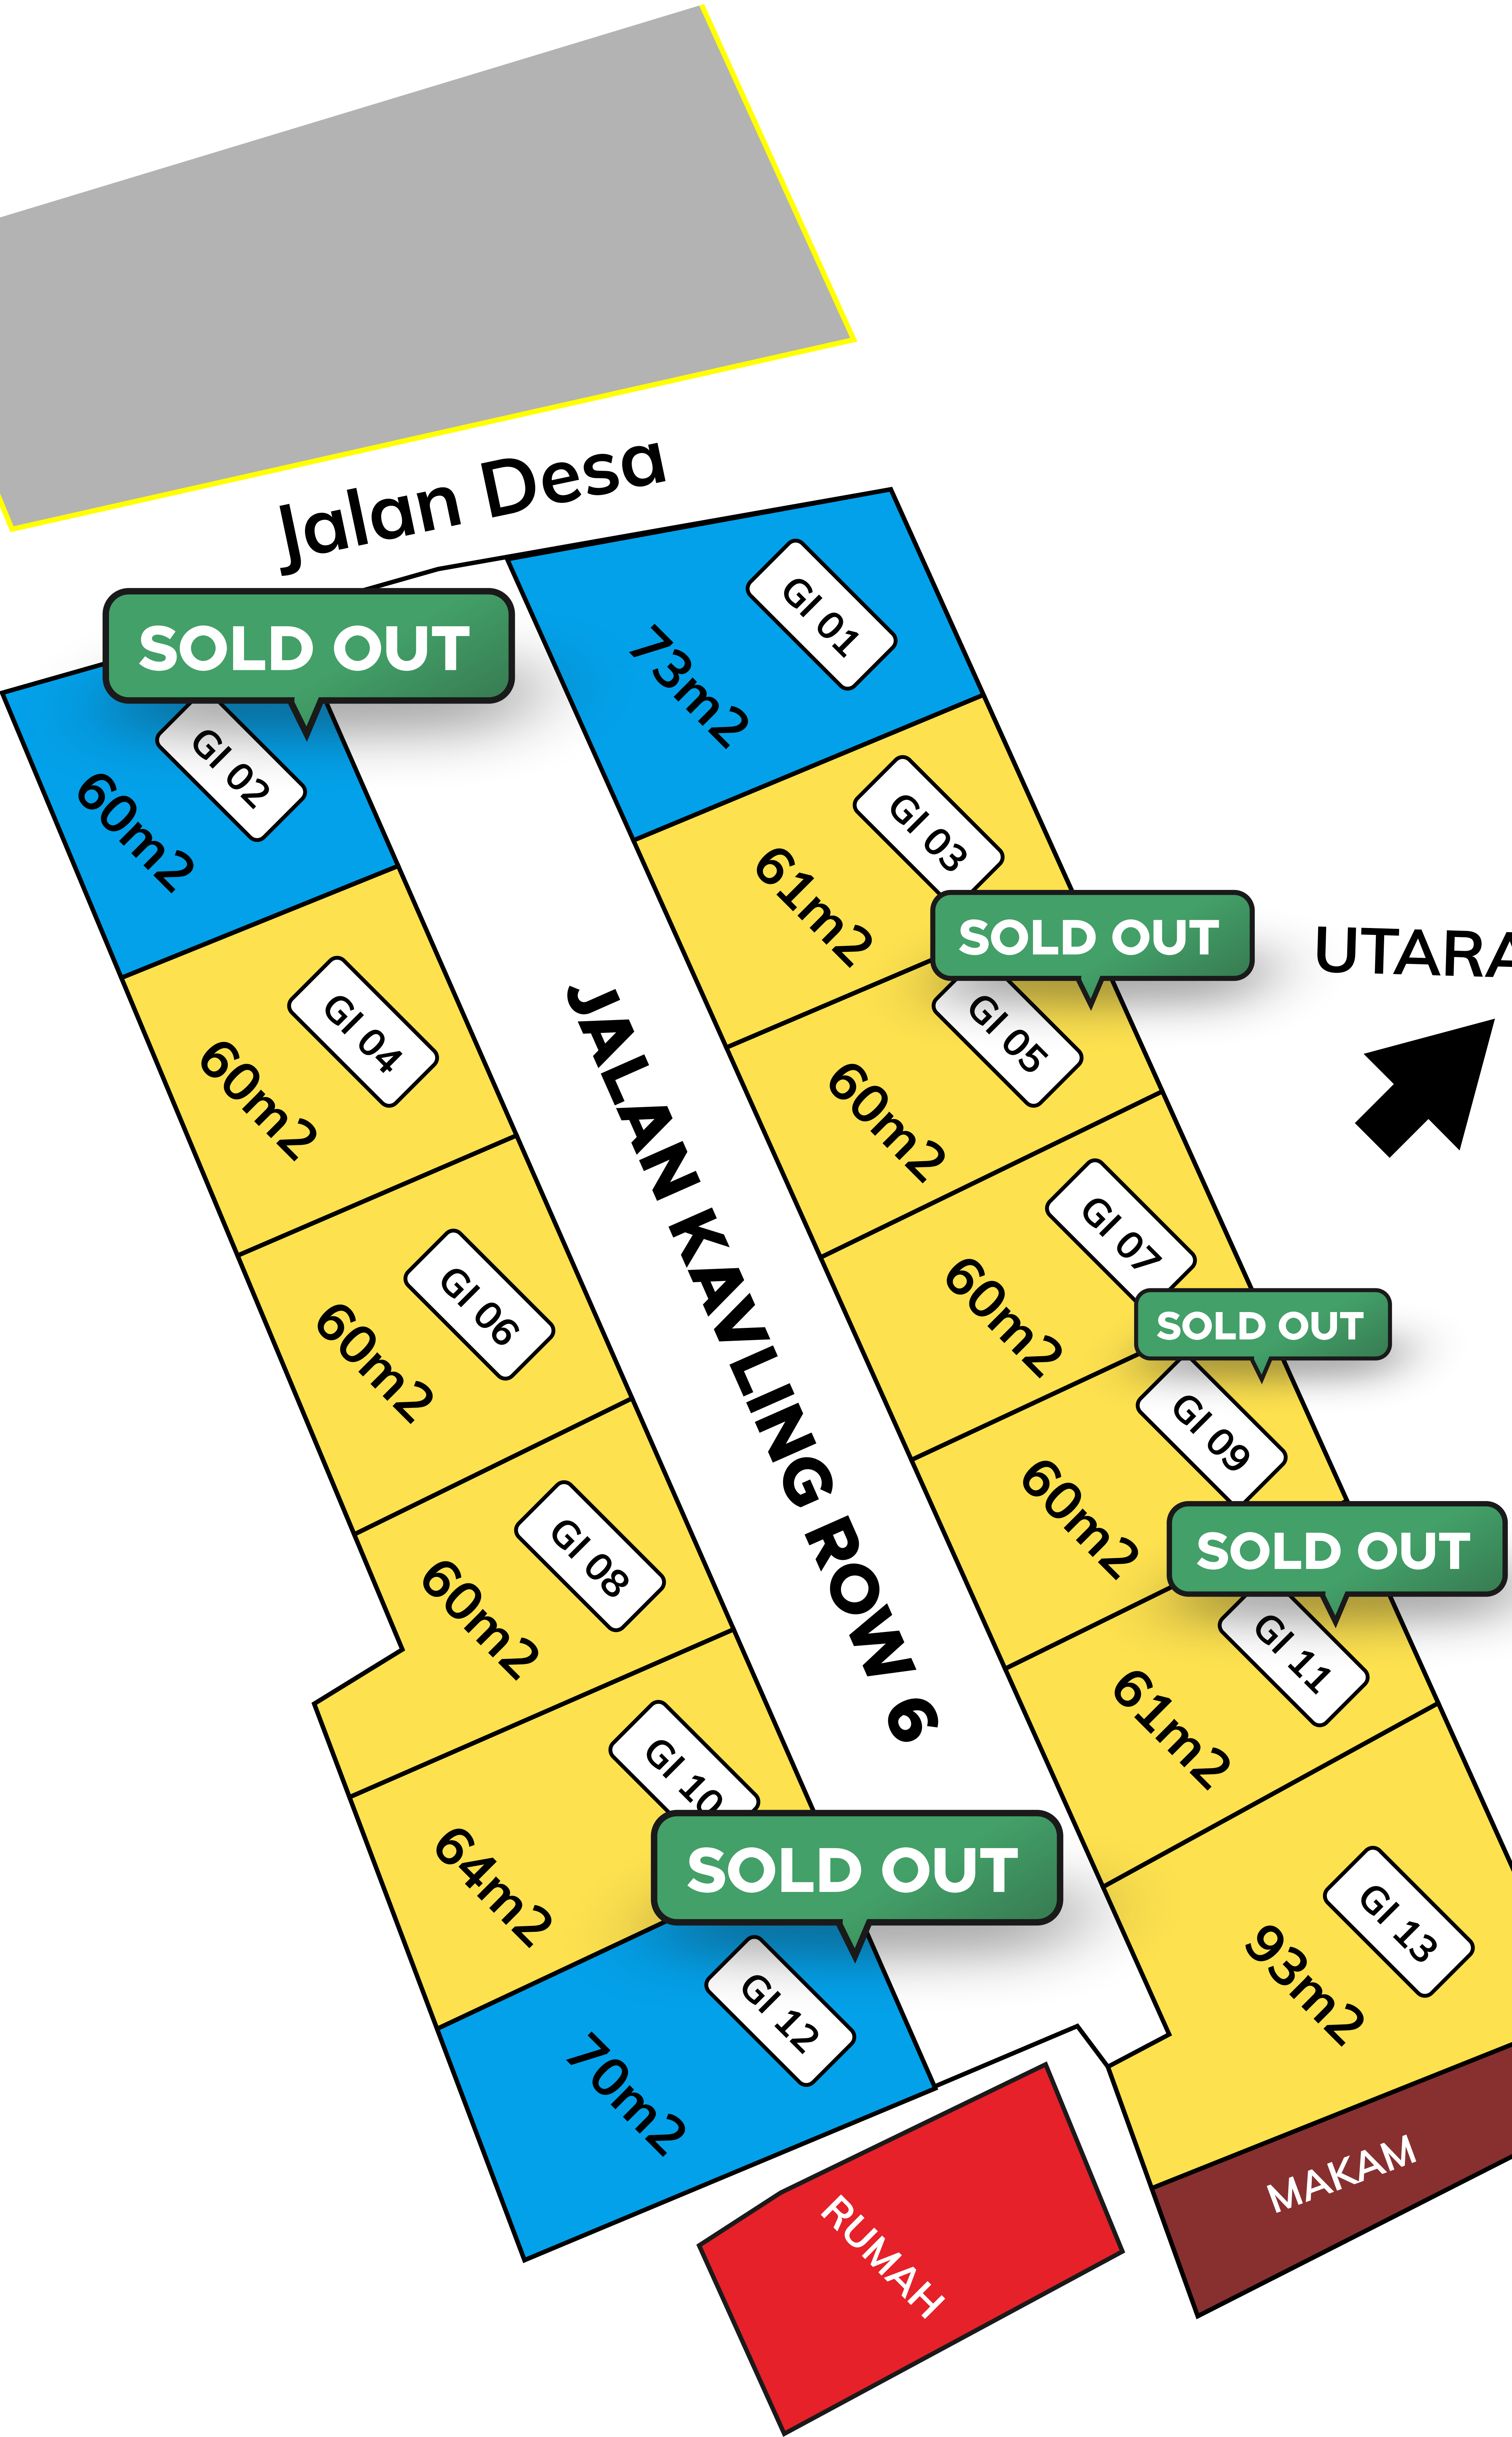 Jalan Desa
SOLD OUT
GI 01
73m2
GI 02
60m2
GI 03
61m2
SOLD OUT
UTARA
GI 04
60m2
GI 05
60m2
JALAN KAVLING ROW 6
GI 06
60m2
GI 07
60m2
SOLD OUT
GI 08
60m2
GI 09
60m2
SOLD OUT
GI 10
64m2
GI 11
61m2
SOLD OUT
GI 12
70m2
GI 13
93m2
MAKAM
RUMAH